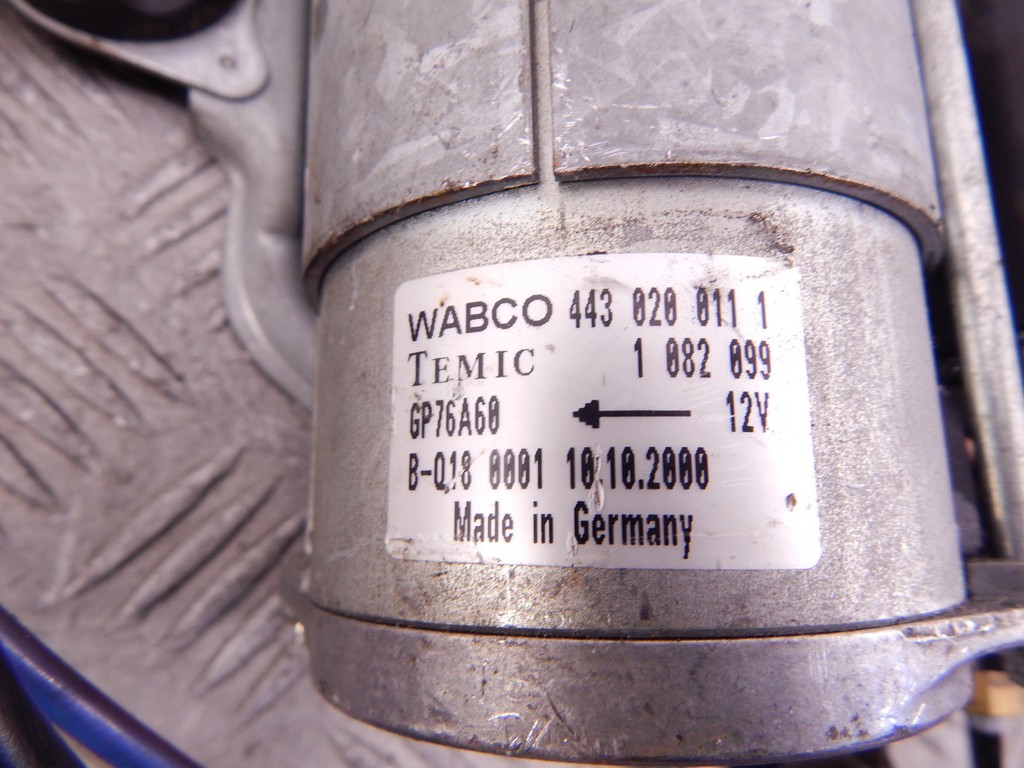 WABCO 443 020 011 1
TEMIC 1 082 099
GP76A60 12V
B-Q18 0001 10.10.2000
Made in Germany